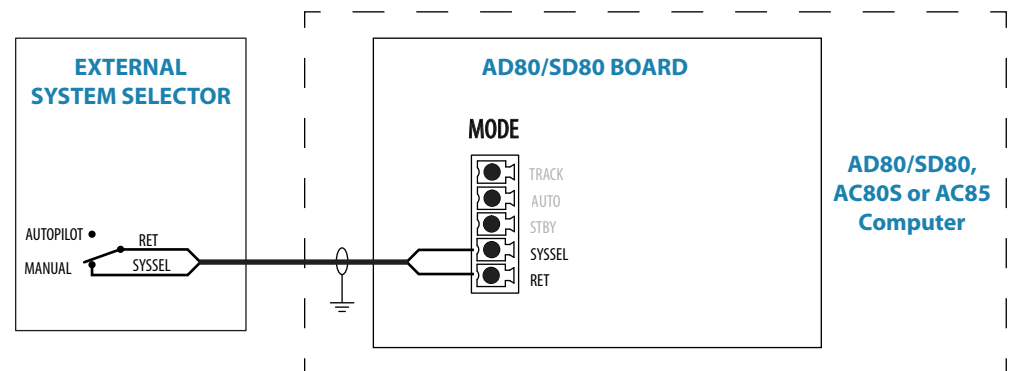 EXTERNAL
SYSTEM SELECTOR
AUTOPILOT
MANUAL
RET
SYSSEL
AD80/SD80 BOARD
MODE
TRACK
AUTO
STBY
SYSSEL
RET
AD80/SD80,
AC80S or AC85
Computer